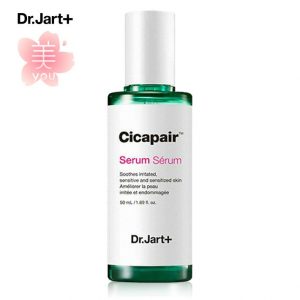 Dr.Jart+
美
you
Cicapair™
Serum Sérum
Soothes irritated,
sensitive and sensitized skin
Améliorer la peau
irritée et endommagée
50 mL / 1.69 fl. oz.
Dr.Jart+